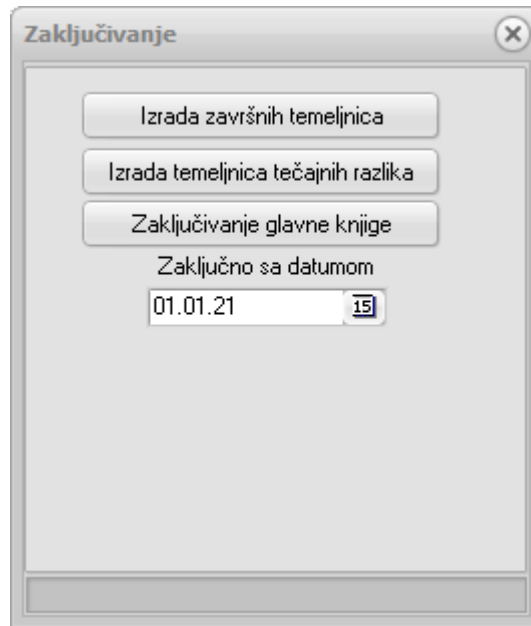 Zaključivanje
Izrada završnih temeljnica
Izrada temeljnica tečajnih razlika
Zaključivanje glavne knjige
Zaključno sa datumom
01.01.21
15